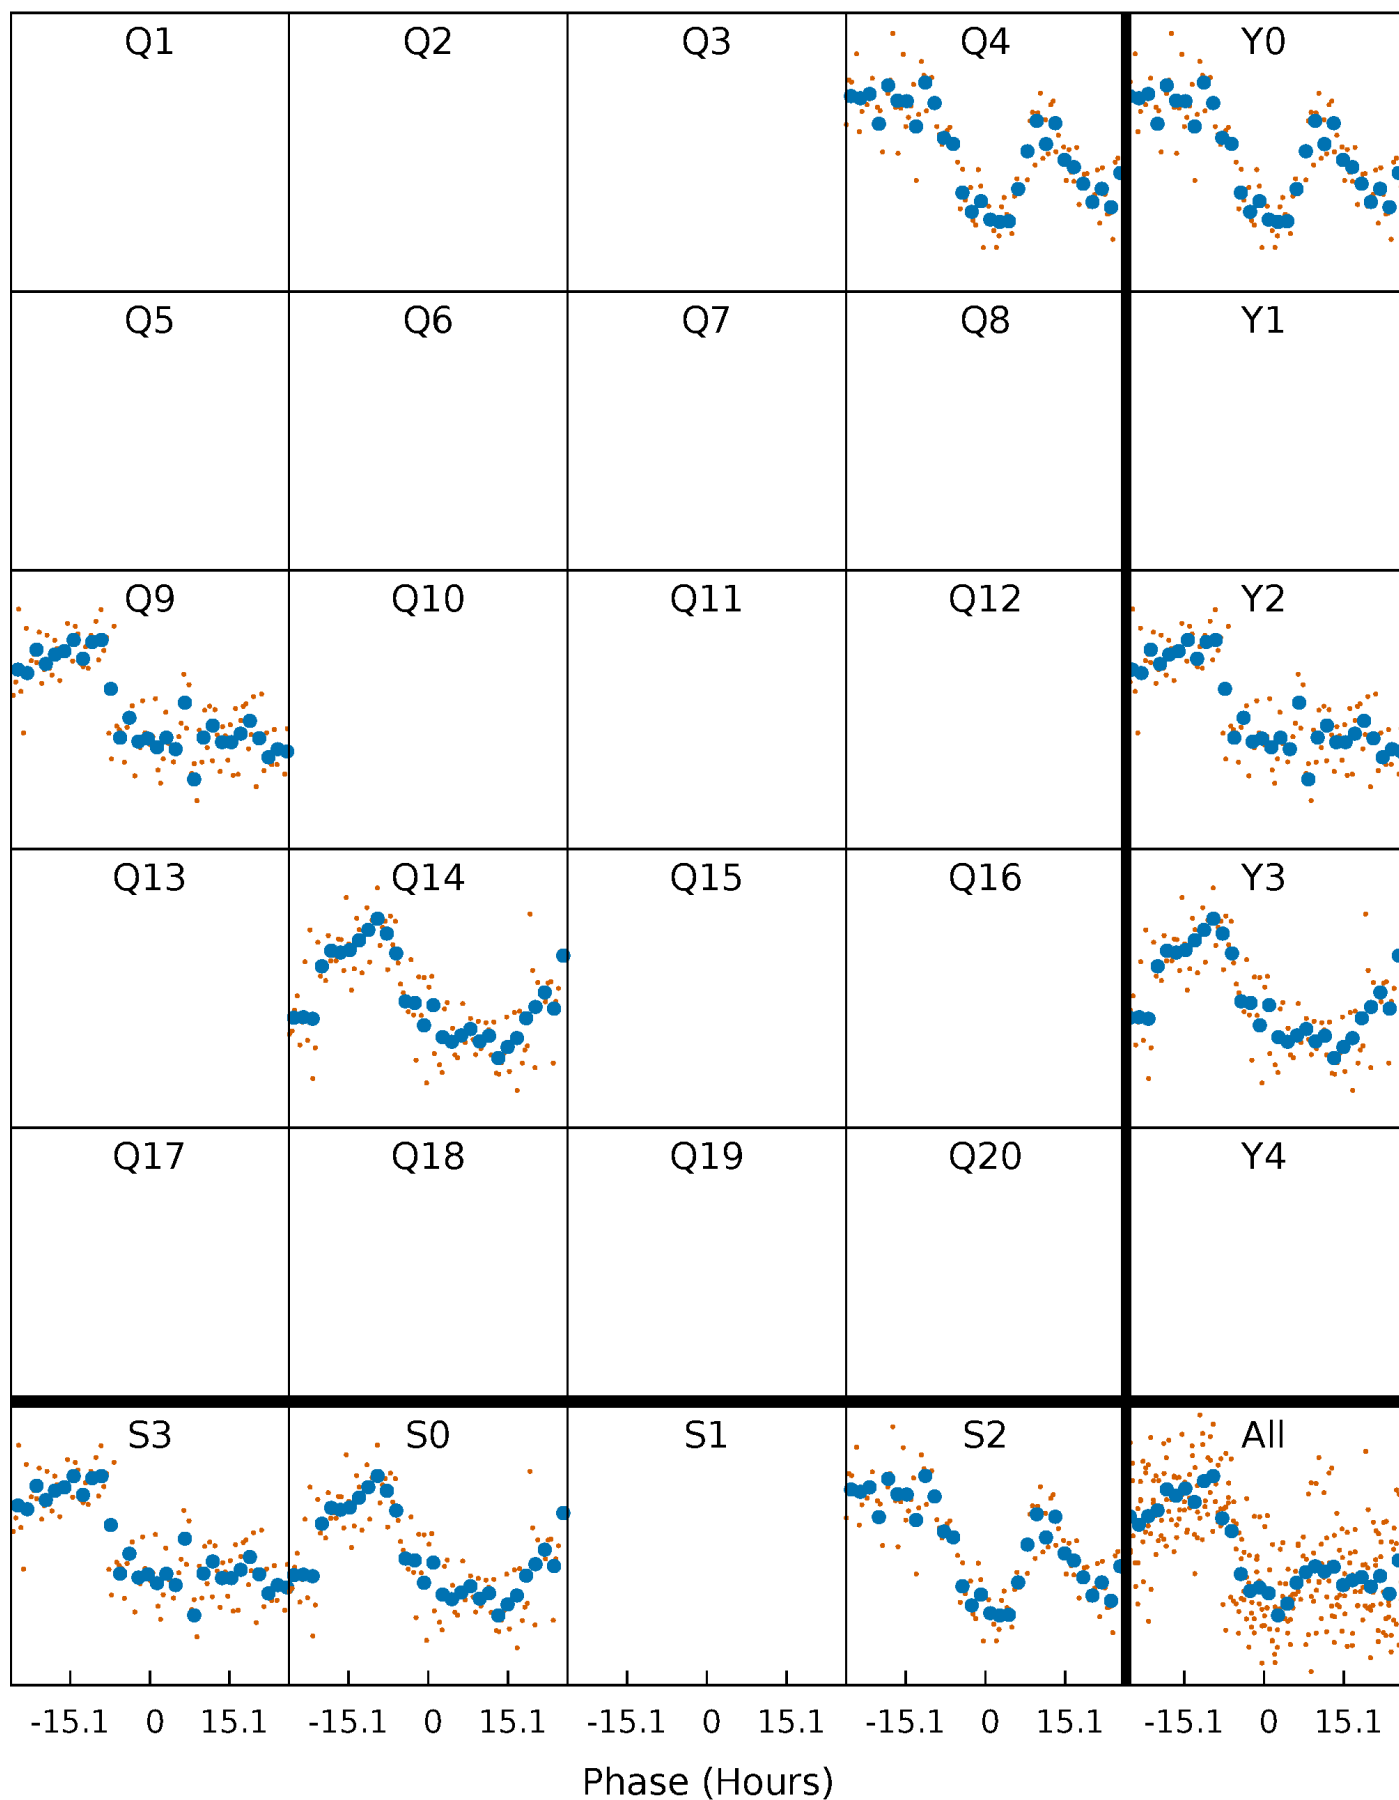 Q1 Q2 Q3 Q4 Y0
Q5 Q6 Q7 Q8 Y1
Q9 Q10 Q11 Q12 Y2
Q13 Q14 Q15 Q16 Y3
Q17 Q18 Q19 Q20 Y4
S3 S0 S1 S2 All
-15.1 0 15.1 -15.1 0 15.1 -15.1 0 15.1 -15.1 0 15.1 -15.1 0 15.1
Phase (Hours)